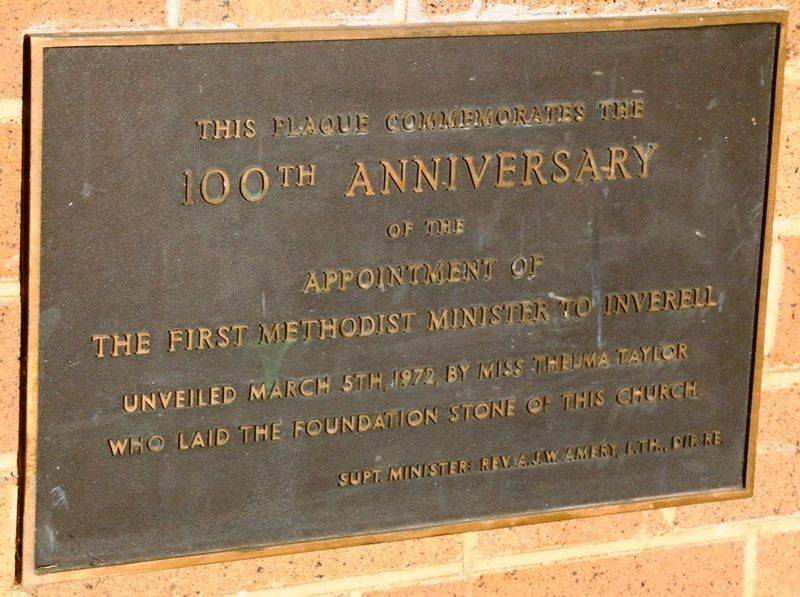 THIS PLAQUE COMMEMORATES THE
100TH ANNIVERSARY
OF THE
APPOINTMENT OF
THE FIRST METHODIST MINISTER TO INVERELL
UNVEILED MARCH 5TH, 1972, BY MISS THELMA TAYLOR
WHO LAID THE FOUNDATION STONE OF THIS CHURCH.
SUPT. MINISTER: REV. A.J.W. AMERY, L.TH., DIP. RE.